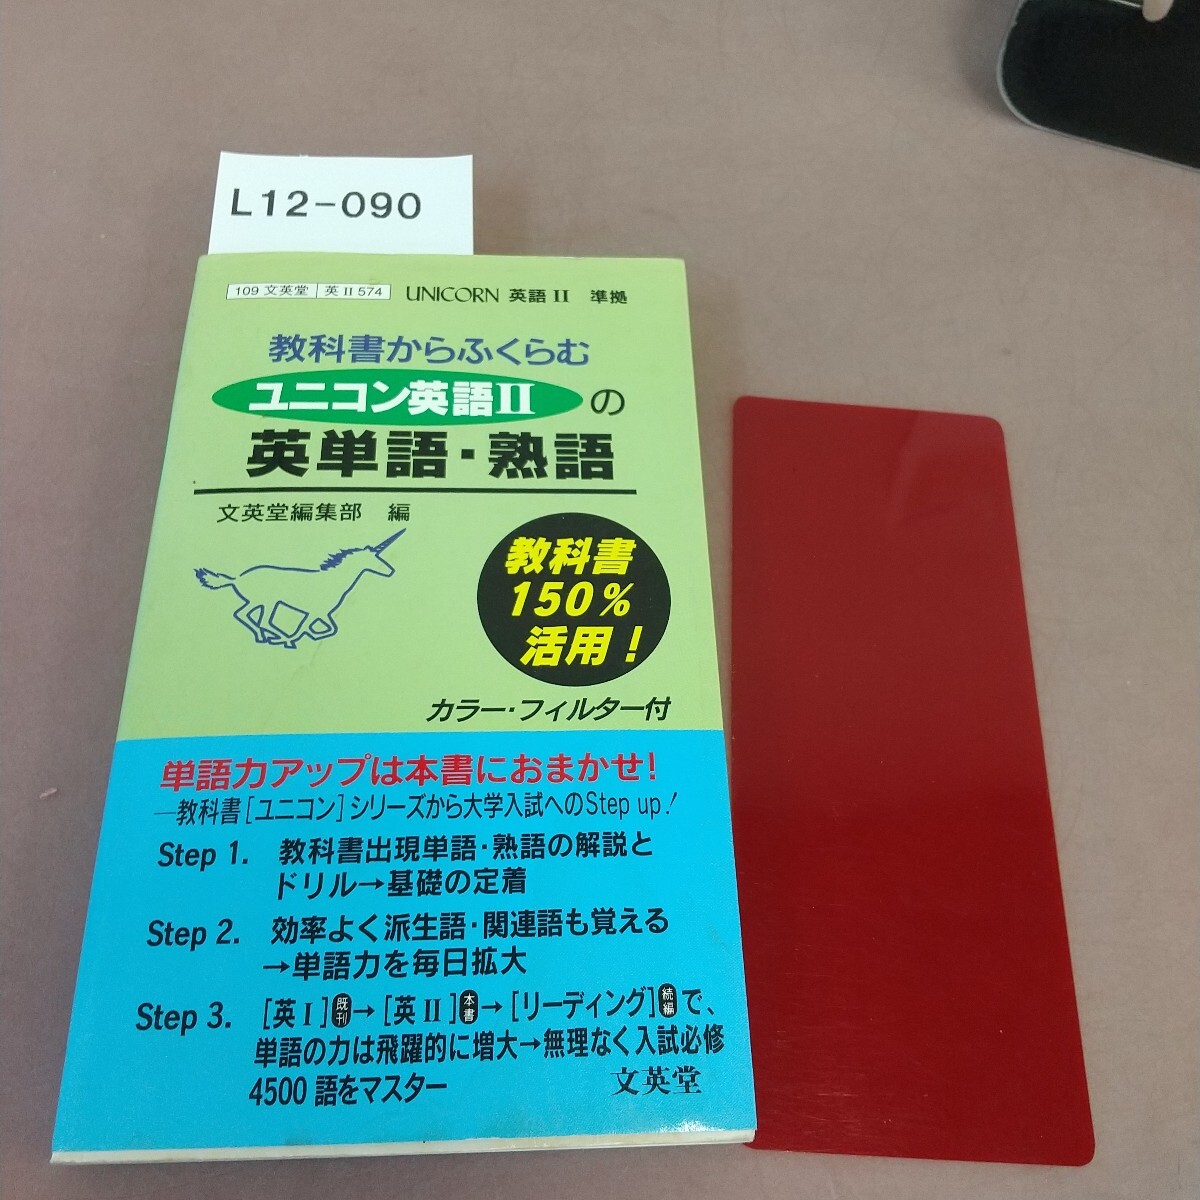 L12-090
109 文英堂 英II 574 UNICORN 英語 II 準拠
教科書からふくらむ
ユニコン英語IIの
英単語・熟語
文英堂編集部 編
教科書
150%
活用!
カラー・フィルター付
単語力アップは本書におまかせ!
―教科書[ユニコン]シリーズから大学入試へのStep up!
Step 1. 教科書出現単語・熟語の解説と
ドリル→基礎の定着
Step 2. 効率よく派生語・関連語も覚える
→単語力を毎日拡大
Step 3. [英I]既刊→[英II]本書→[リーディング]続編で、
単語の力は飛躍的に増大→無理なく入試必修
4500語をマスター
文英堂